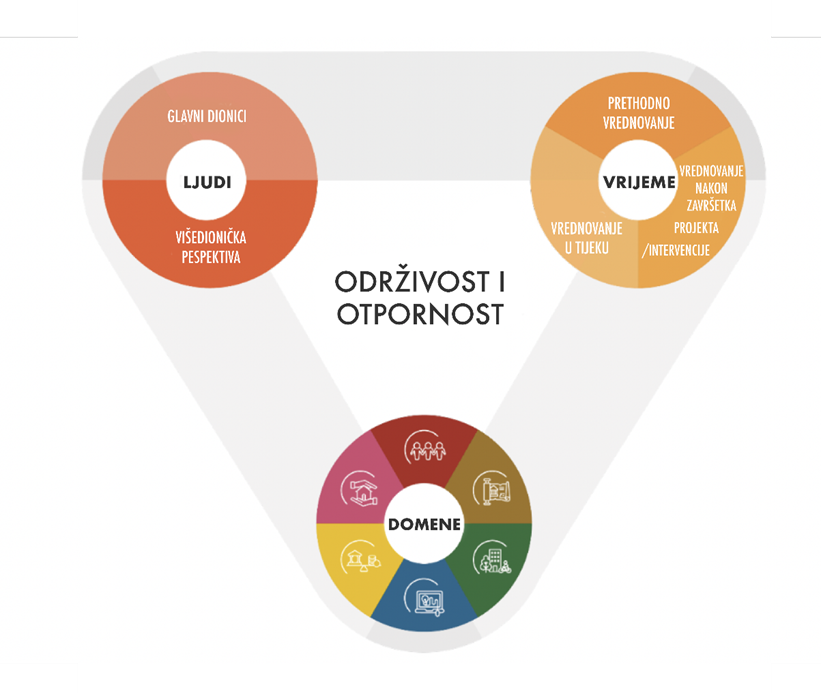 GLAVNI DIONICI
LJUDI
VIŠEDIONIČKA
PESPEKTIVA
PRETHODNO
VREDNOVANJE
VRIJEME
VREDNOVANJE
NAKON
ZAVRŠETKA
PROJEKTA
/INTERVENCIJE
VREDNOVANJE
U TIJEKU
ODRŽIVOST I
OTPORNOST
DOMENE